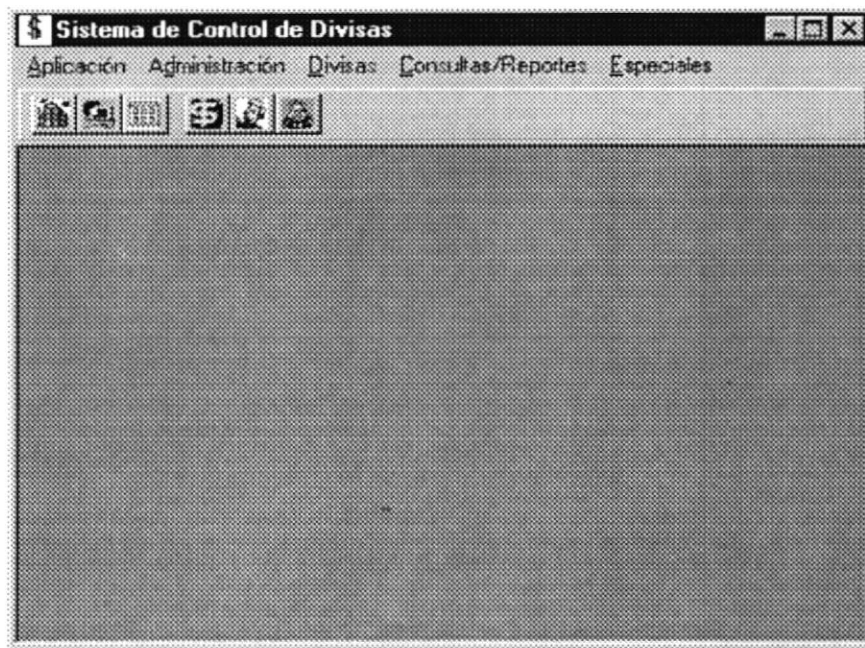 $ Sistema de Control de Divisas
Aplicación Administración Divisas Consultas/Reportes Especiales